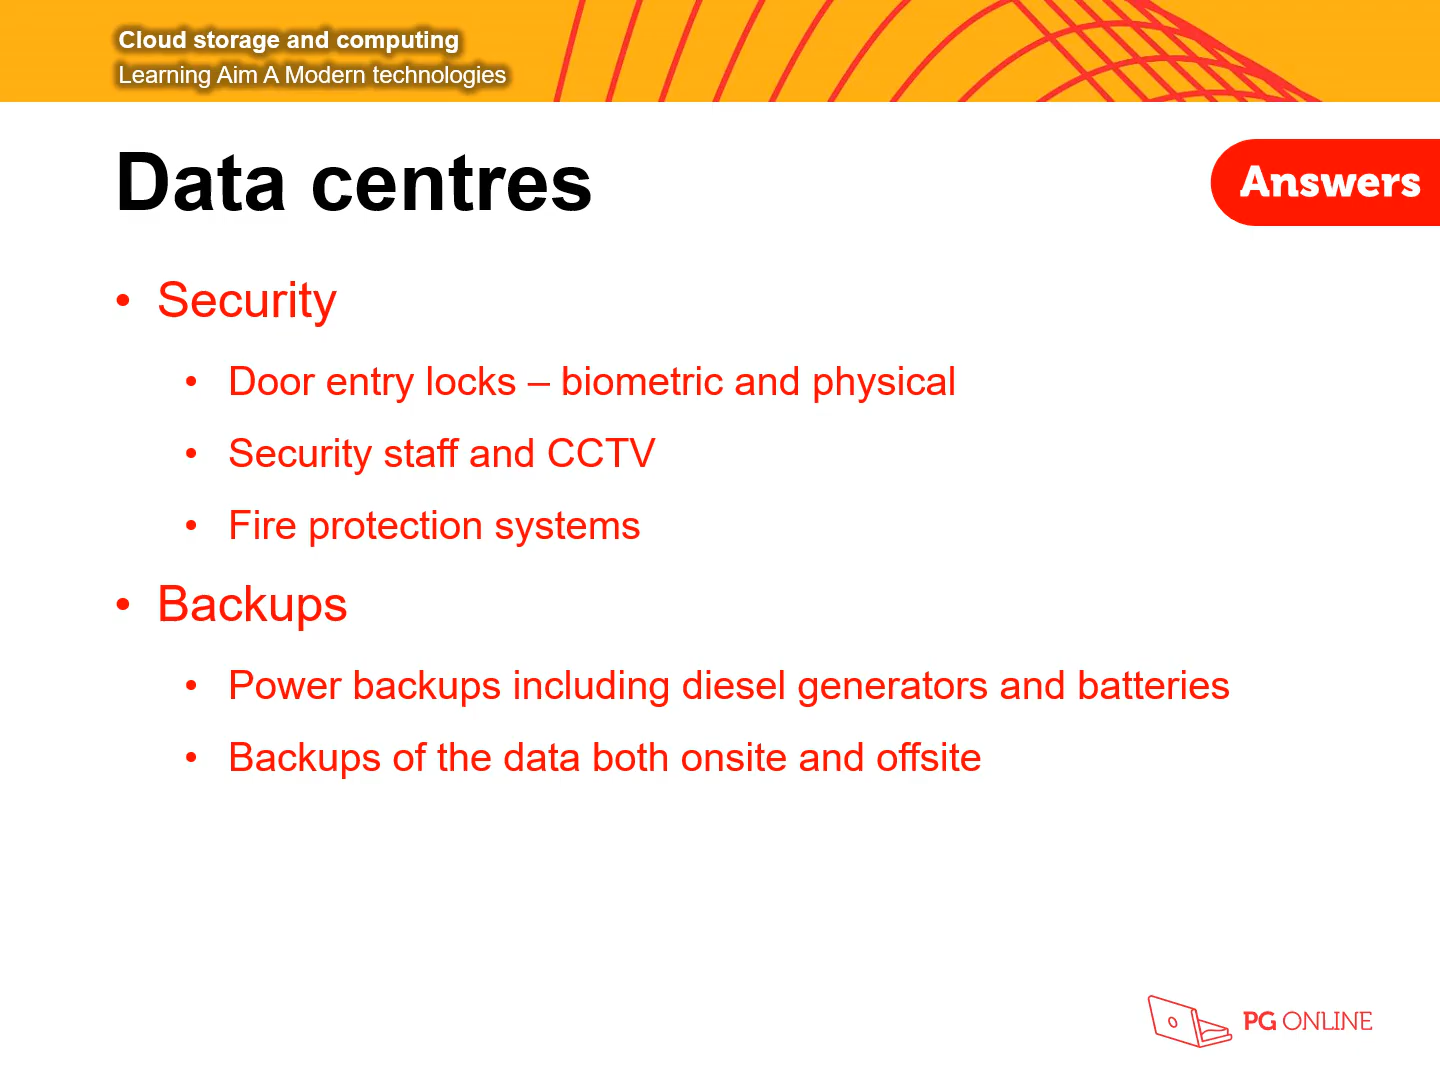 Cloud storage and computing
Learning Aim A Modern technologies
Data centres
Answers
• Security
• Door entry locks – biometric and physical
• Security staff and CCTV
• Fire protection systems
• Backups
• Power backups including diesel generators and batteries
• Backups of the data both onsite and offsite
PG ONLINE